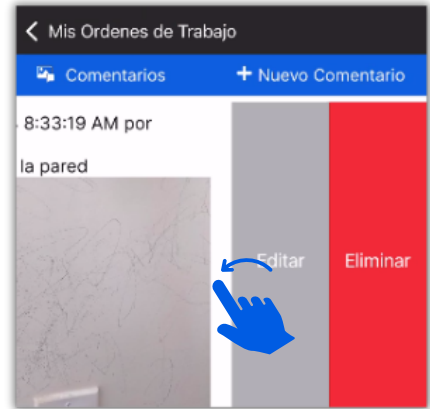 Mis Ordenes de Trabajo
Comentarios + Nuevo Comentario
8:33:19 AM por
la pared
Editar Eliminar